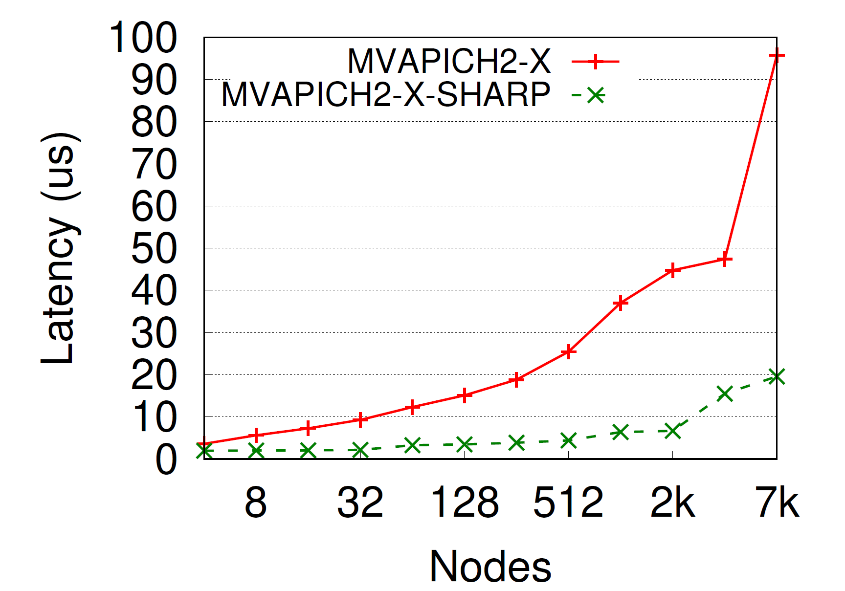 100
90
80
70
60
50
40
30
20
10
0
Latency (us)
MVAPICH2-X
MVAPICH2-X-SHARP
8 32 128 512 2k 7k
Nodes